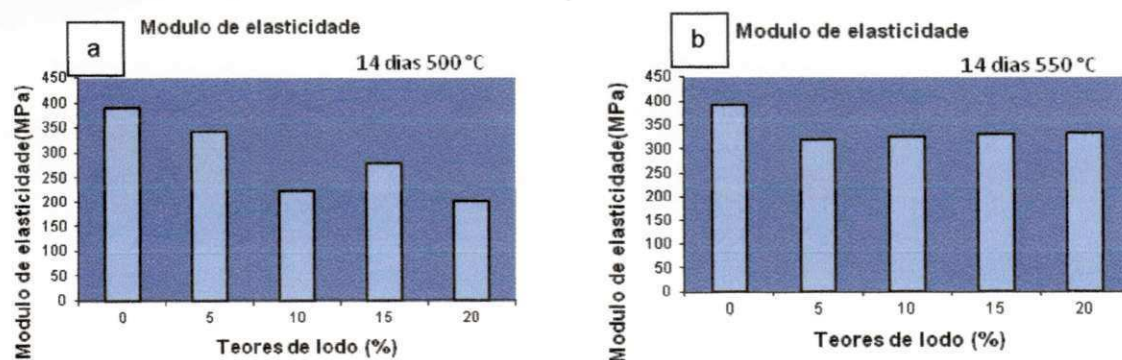 a
Modulo de elasticidade
14 dias 500 °C
Modulo de elasticidade(MPa)
450
400
350
300
250
200
150
100
50
0
0 5 10 15 20
Teores de lodo (%)
b
Modulo de elasticidade
14 dias 550 °C
Modulo de elasticidade(MPa)
450
400
350
300
250
200
150
100
50
0
0 5 10 15 20
Teores de lodo (%)